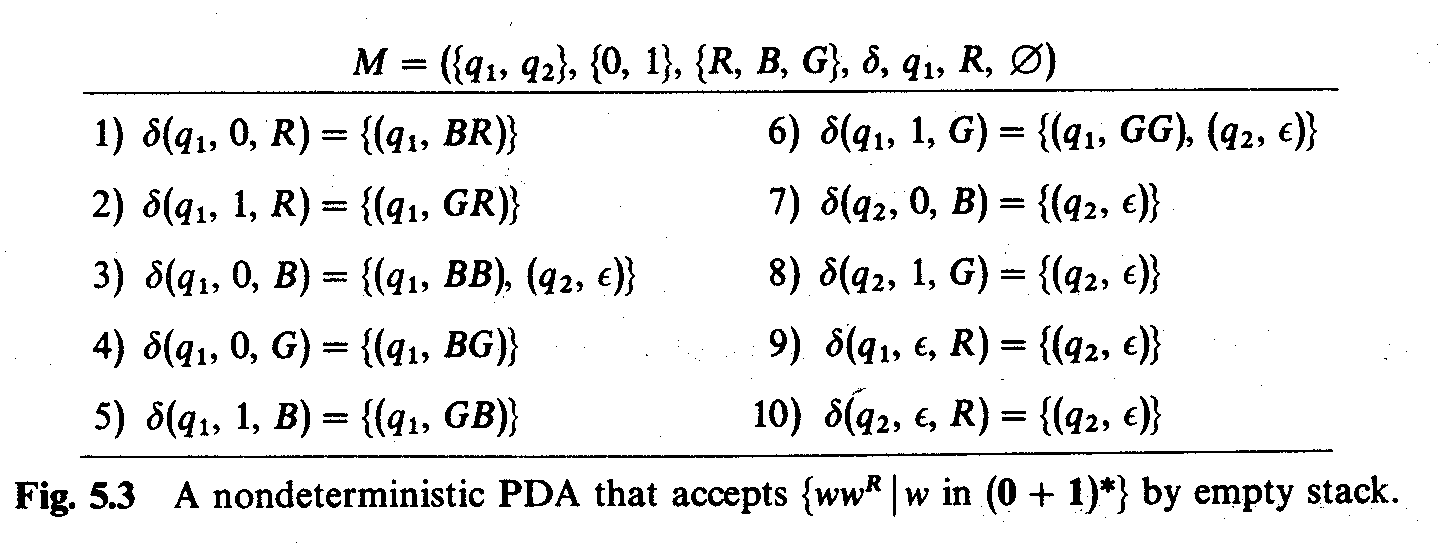 M = ({q₁, q₂}, {0, 1}, {R, B, G}, δ, q₁, R, ∅)
1) δ(q₁, 0, R) = {(q₁, BR)}
2) δ(q₁, 1, R) = {(q₁, GR)}
3) δ(q₁, 0, B) = {(q₁, BB), (q₂, ϵ)}
4) δ(q₁, 0, G) = {(q₁, BG)}
5) δ(q₁, 1, B) = {(q₁, GB)}
6) δ(q₁, 1, G) = {(q₁, GG), (q₂, ϵ)}
7) δ(q₂, 0, B) = {(q₂, ϵ)}
8) δ(q₂, 1, G) = {(q₂, ϵ)}
9) δ(q₁, ϵ, R) = {(q₂, ϵ)}
10) δ(q₂, ϵ, R) = {(q₂, ϵ)}
Fig. 5.3 A nondeterministic PDA that accepts {wwᴿ | w in (0 + 1)*} by empty stack.